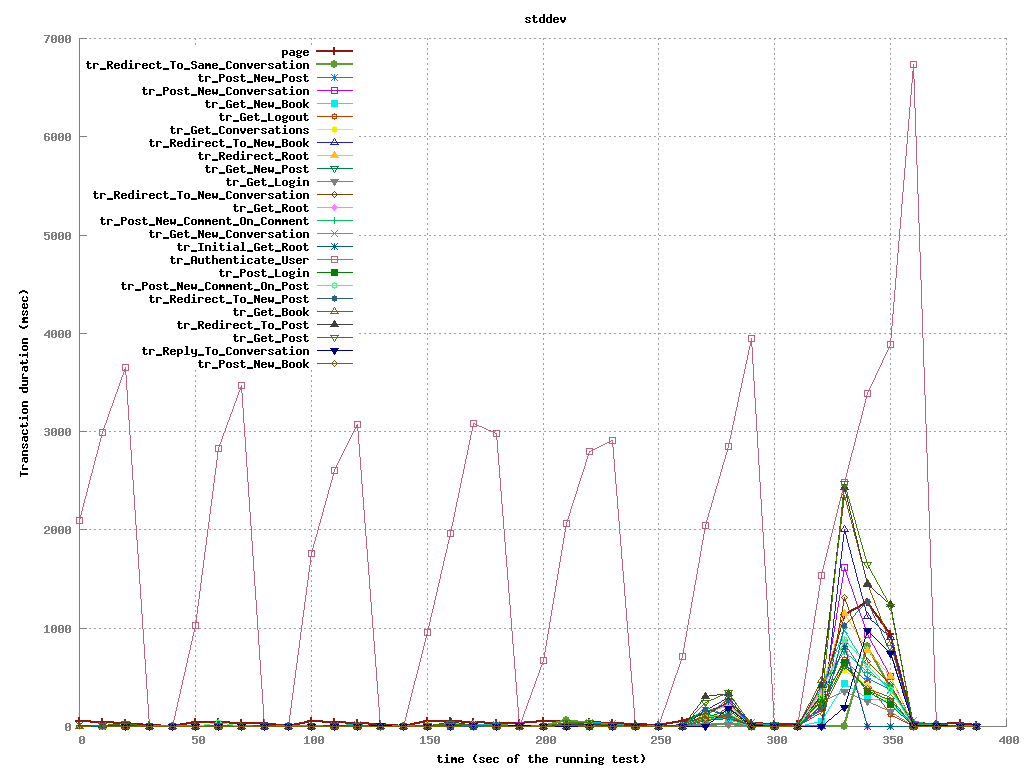 stddev
7000
6000
5000
4000
3000
2000
1000
0
Transaction duration (msec)
page
tr_Redirect_To_Same_Conversation
tr_Post_New_Post
tr_Post_New_Conversation
tr_Get_New_Book
tr_Get_Logout
tr_Get_Conversations
tr_Redirect_To_New_Book
tr_Redirect_Root
tr_Get_New_Post
tr_Get_Login
tr_Redirect_To_New_Conversation
tr_Get_Root
tr_Post_New_Comment_On_Comment
tr_Get_New_Conversation
tr_Initial_Get_Root
tr_Authenticate_User
tr_Post_Login
tr_Post_New_Comment_On_Post
tr_Redirect_To_New_Post
tr_Get_Book
tr_Redirect_To_Post
tr_Get_Post
tr_Reply_To_Conversation
tr_Post_New_Book
0 50 100 150 200 250 300 350 400
time (sec of the running test)